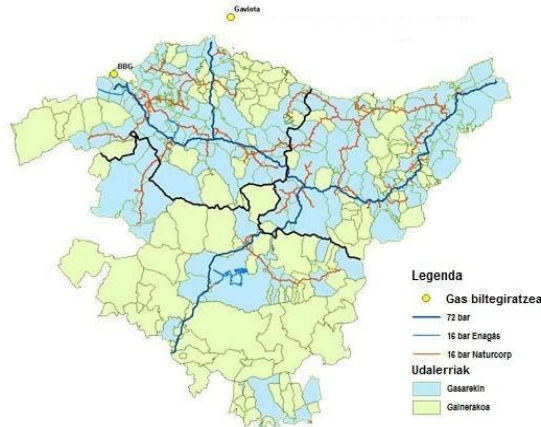 Gaviota
BBG
Legenda
Gas biltegiratzea
72 bar
16 bar Enagás
16 bar Naturcorp
Udalerriak
Gasarekin
Gainerakoa